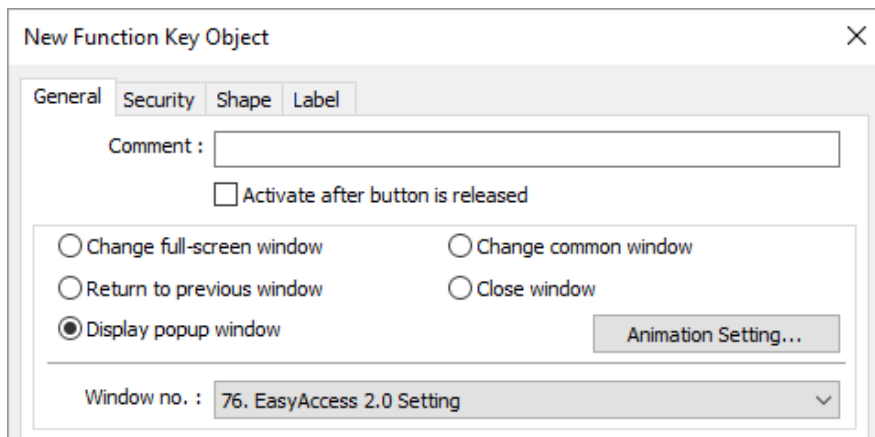 New Function Key Object
General Security Shape Label
Comment :
Activate after button is released
Change full-screen window Change common window
Return to previous window Close window
Display popup window Animation Setting...
Window no. : 76. EasyAccess 2.0 Setting